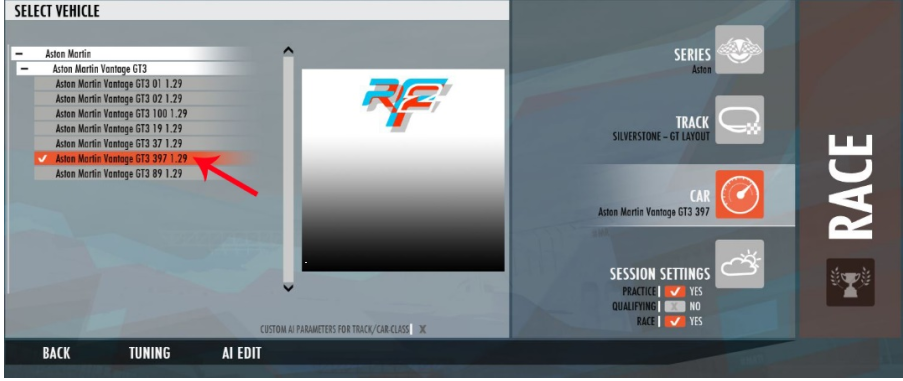 SELECT VEHICLE
Aston Martin
Aston Martin Vantage GT3
Aston Martin Vantage GT3 01 1.29
Aston Martin Vantage GT3 02 1.29
Aston Martin Vantage GT3 100 1.29
Aston Martin Vantage GT3 19 1.29
Aston Martin Vantage GT3 37 1.29
Aston Martin Vantage GT3 397 1.29
Aston Martin Vantage GT3 89 1.29
rF2
CUSTOM AI PARAMETERS FOR TRACK/CAR-CLASS X
SERIES
Aston
TRACK
SILVERSTONE – GT LAYOUT
CAR
Aston Martin Vantage GT3 397
SESSION SETTINGS
PRACTICE YES
QUALIFYING X NO
RACE YES
RACE
BACK TUNING AI EDIT